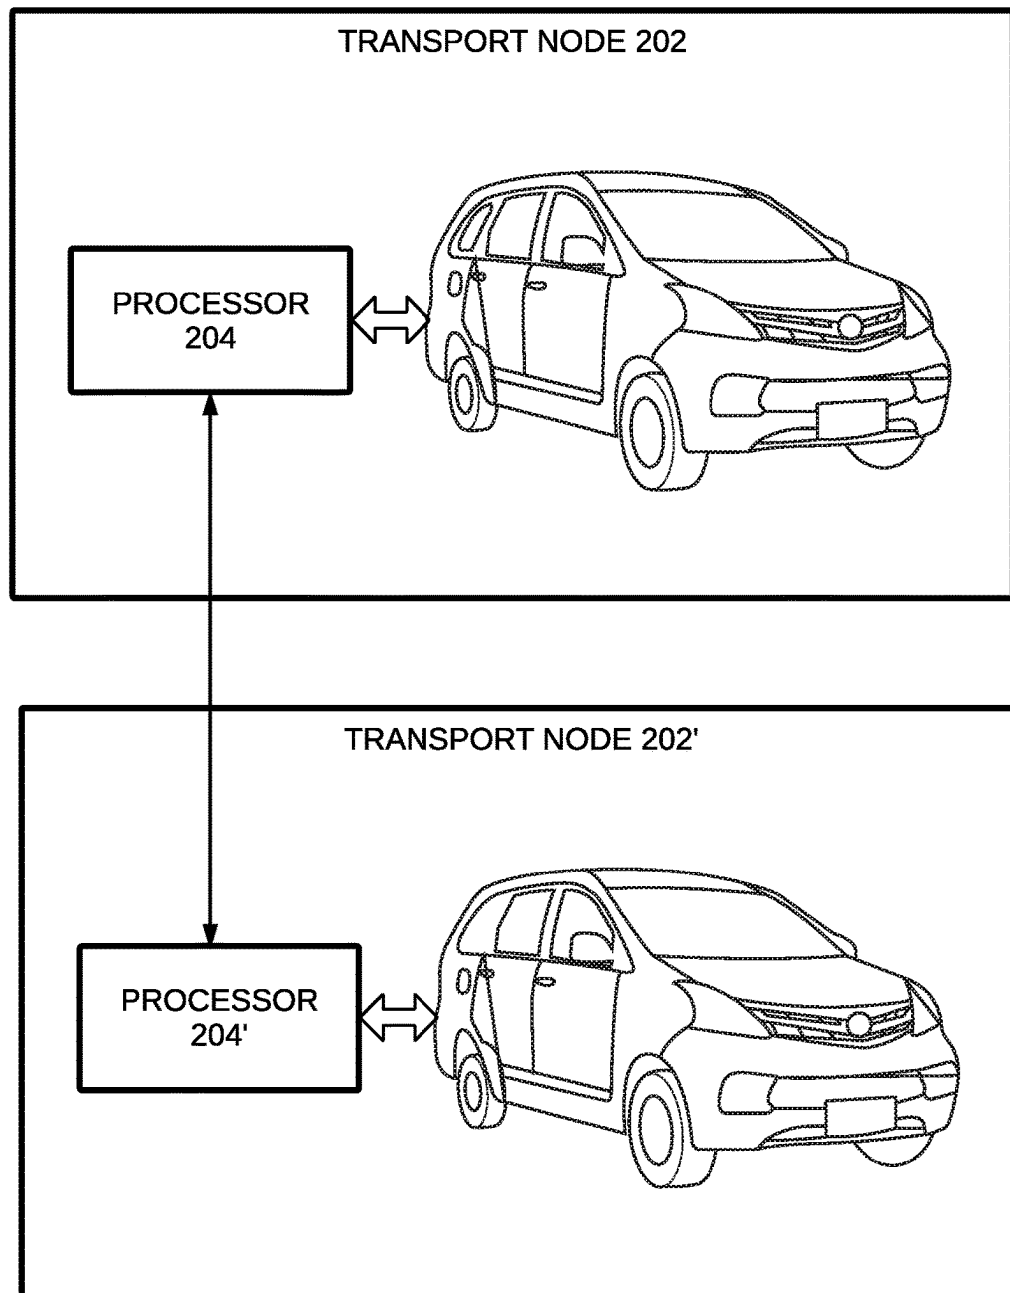 TRANSPORT NODE 202
PROCESSOR
204
TRANSPORT NODE 202'
PROCESSOR
204'